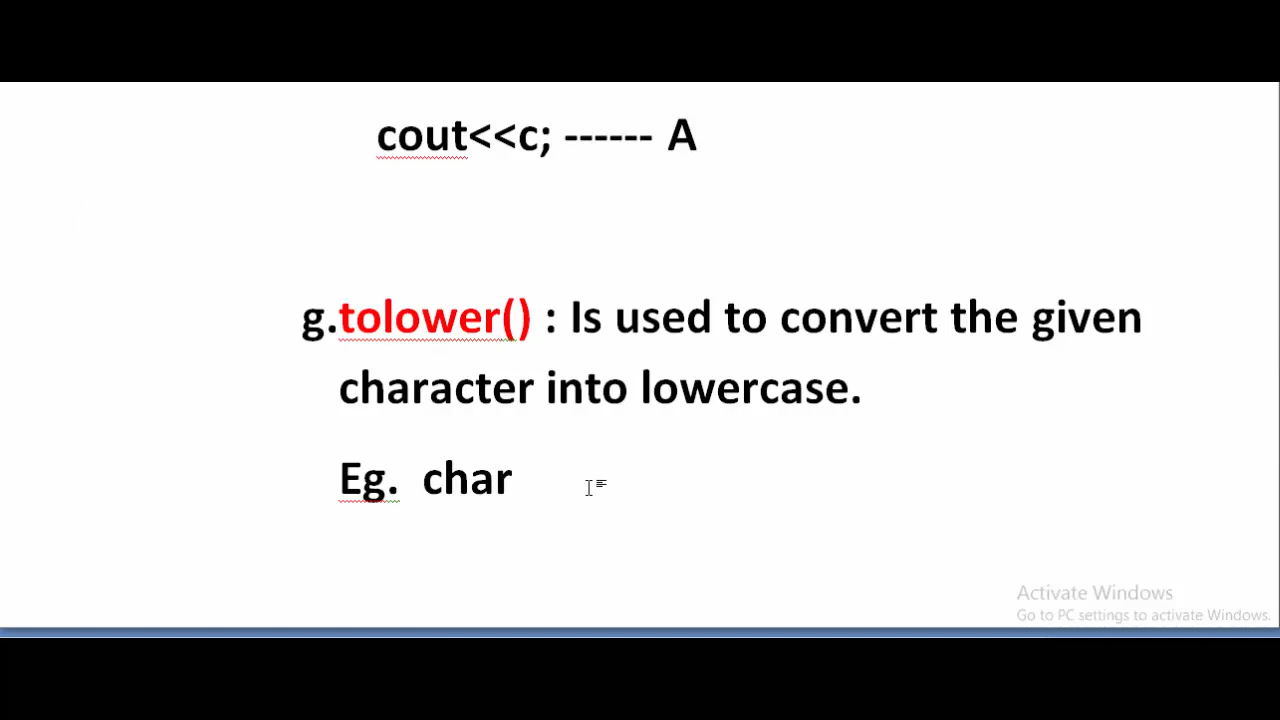 cout<<c; ------ A
g.tolower() : Is used to convert the given
character into lowercase.
Eg. char
Activate Windows
Go to PC settings to activate Windows.